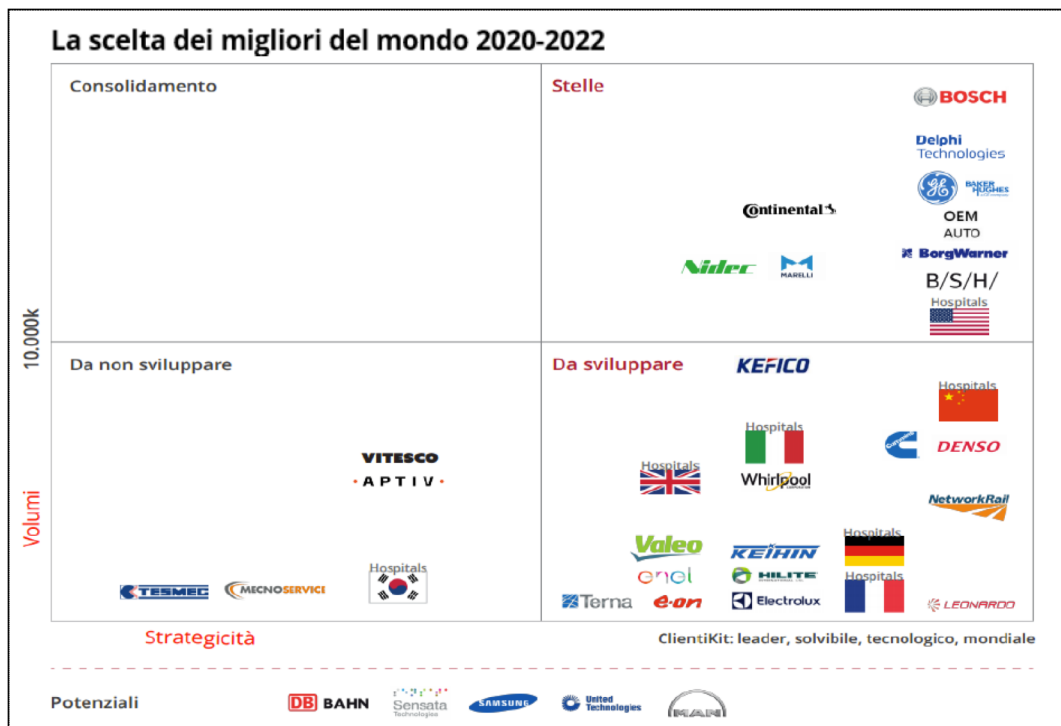 La scelta dei migliori del mondo 2020-2022
Consolidamento
Stelle
BOSCH
Delphi
Technologies
GE
BAKER
HUGHES
Continental
OEM
AUTO
Nidec
MARELLI
BorgWarner
B/S/H/
Hospitals
10.000k
Volumi
Da non sviluppare
VITESCO
· A P T I V ·
TESMEC
MECNOSERVICE
Hospitals
Da sviluppare
KEFICO
Hospitals
Hospitals
Cummins
DENSO
Hospitals
Whirlpool
NetworkRail
Valeo
KEIHIN
Hospitals
enel
HILITE
Hospitals
Terna
e·on
Electrolux
LEONARDO
Strategicità
ClientiKit: leader, solvibile, tecnologico, mondiale
Potenziali
DB BAHN
Sensata
Technologies
SAMSUNG
United
Technologies
MAN